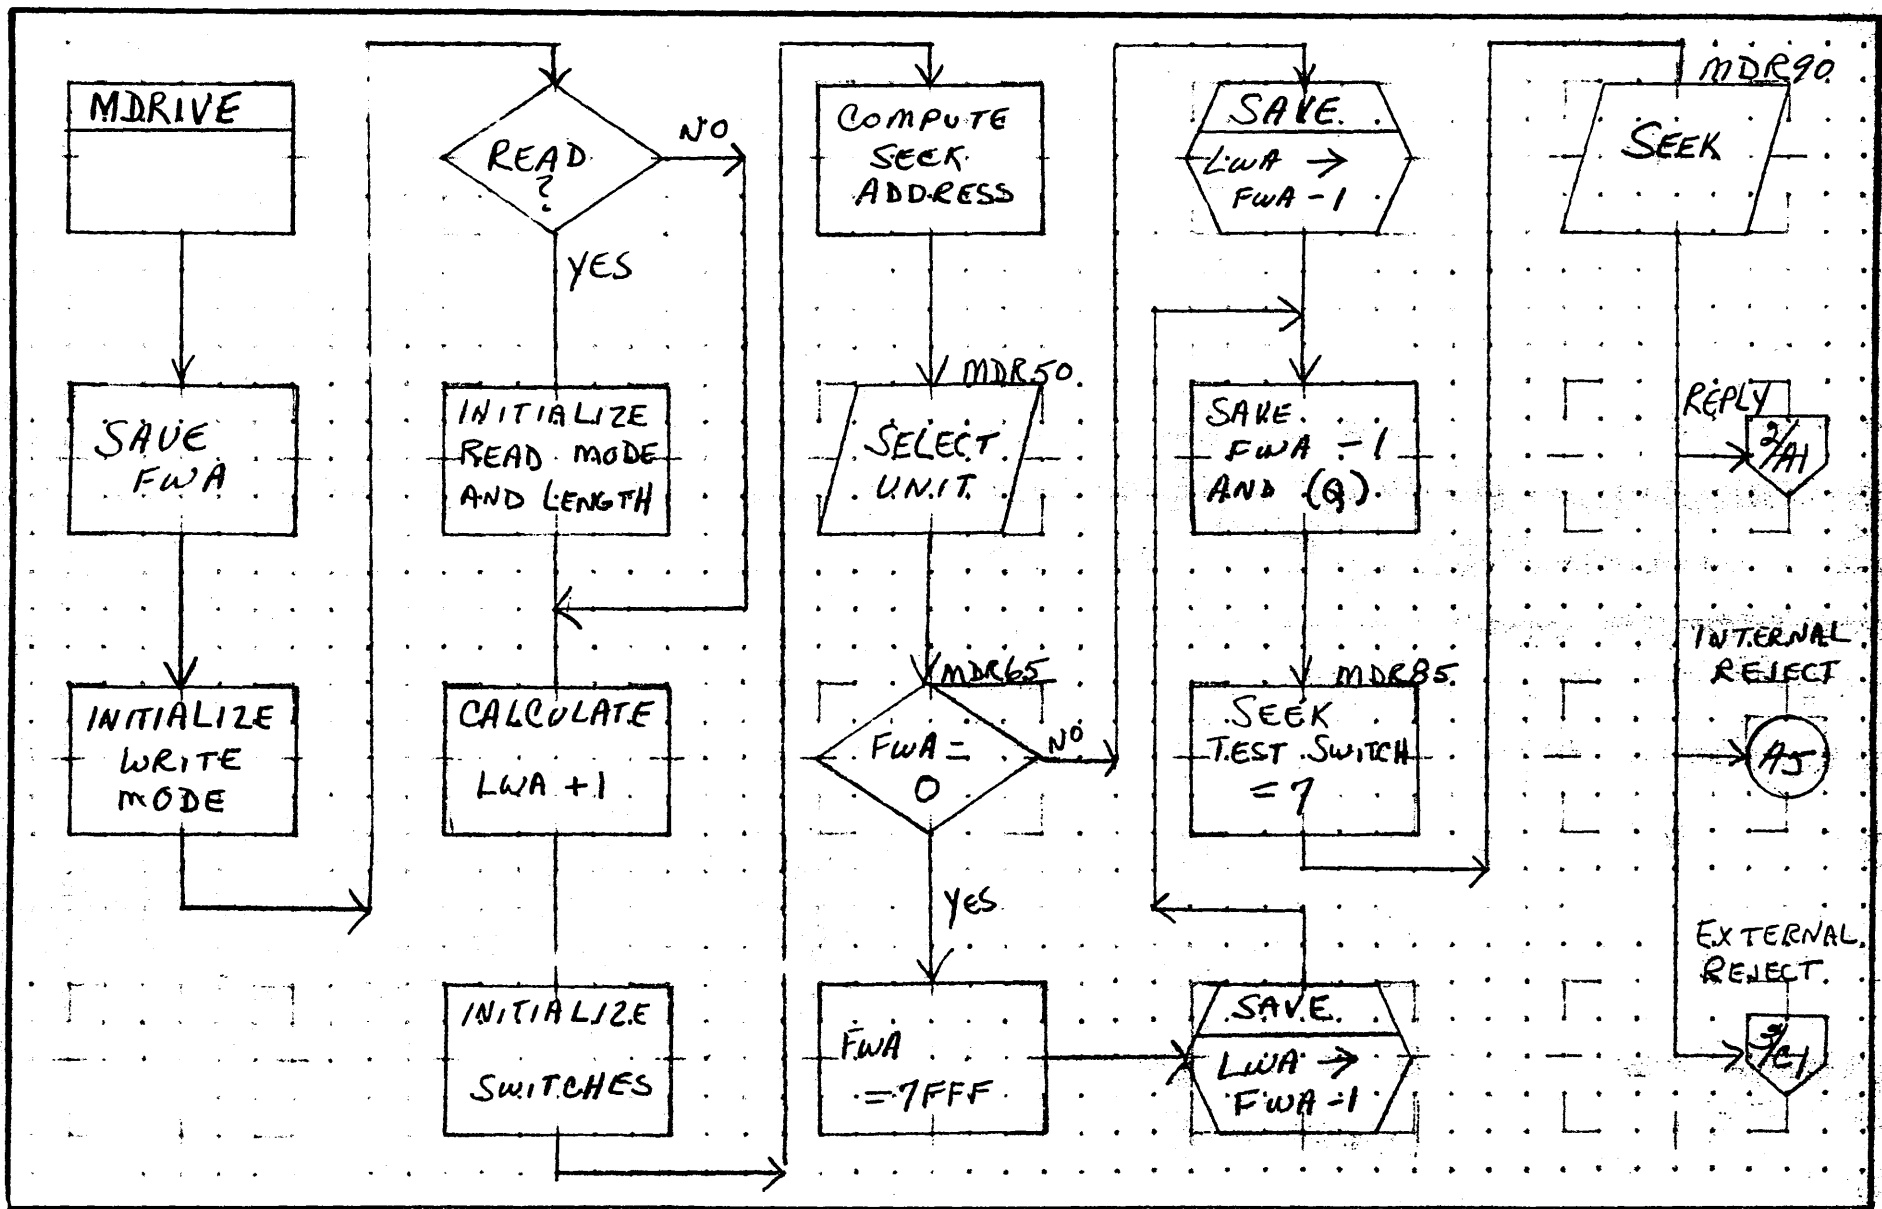 MDRIVE
SAVE
FWA
INITIALIZE
WRITE
MODE
READ
?
NO
YES
INITIALIZE
READ MODE
AND LENGTH
CALCULATE
LWA +1
INITIALIZE
SWITCHES
COMPUTE
SEEK
ADDRESS
MDR50
SELECT
UNIT
MDR65
FWA =
0
NO
YES
FWA
=7FFF
SAVE
LWA →
FWA -1
SAVE
FWA -1
AND (Q)
MDR85
SEEK
TEST SWITCH
= 7
SAVE
LWA →
FWA -1
MDR90
SEEK
REPLY
2/A1
INTERNAL
REJECT
A5
EXTERNAL
REJECT